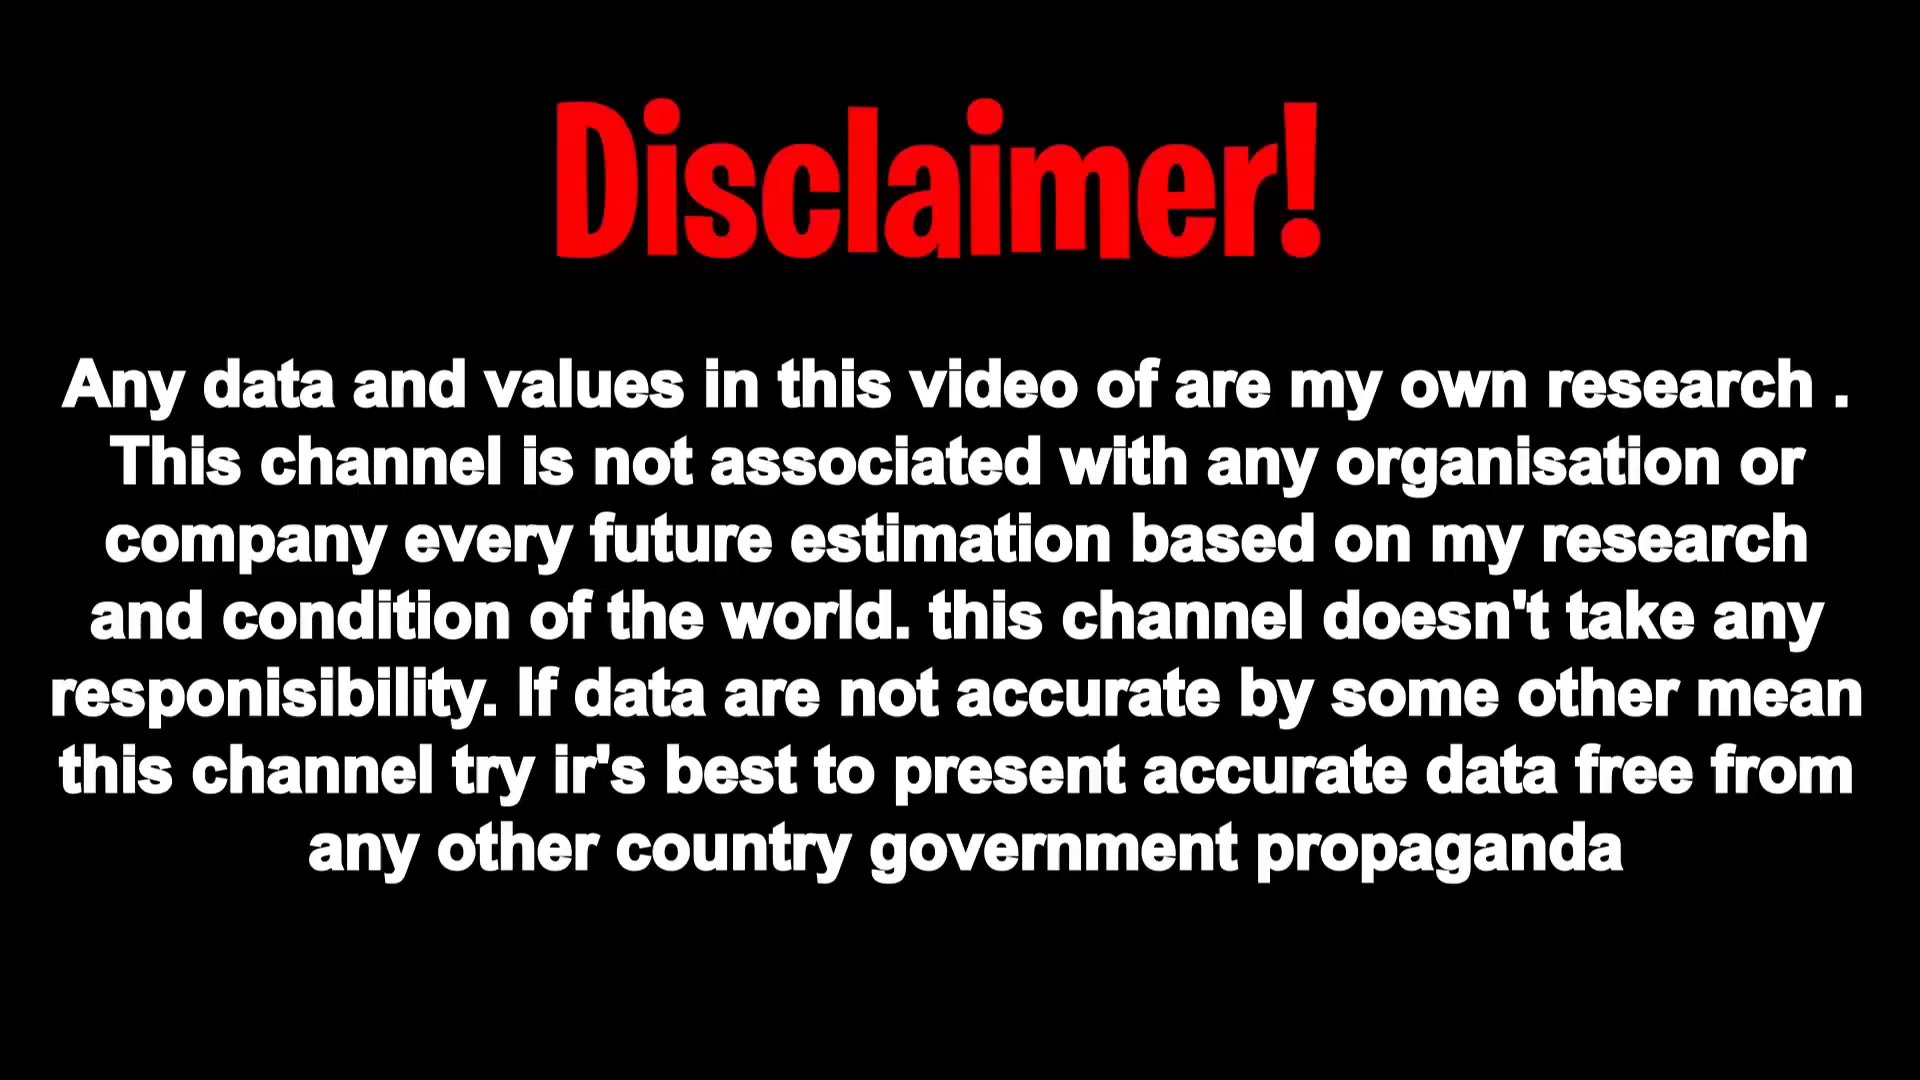 Disclaimer!
Any data and values in this video of are my own research .
This channel is not associated with any organisation or
company every future estimation based on my research
and condition of the world. this channel doesn't take any
responisibility. If data are not accurate by some other mean
this channel try ir's best to present accurate data free from
any other country government propaganda